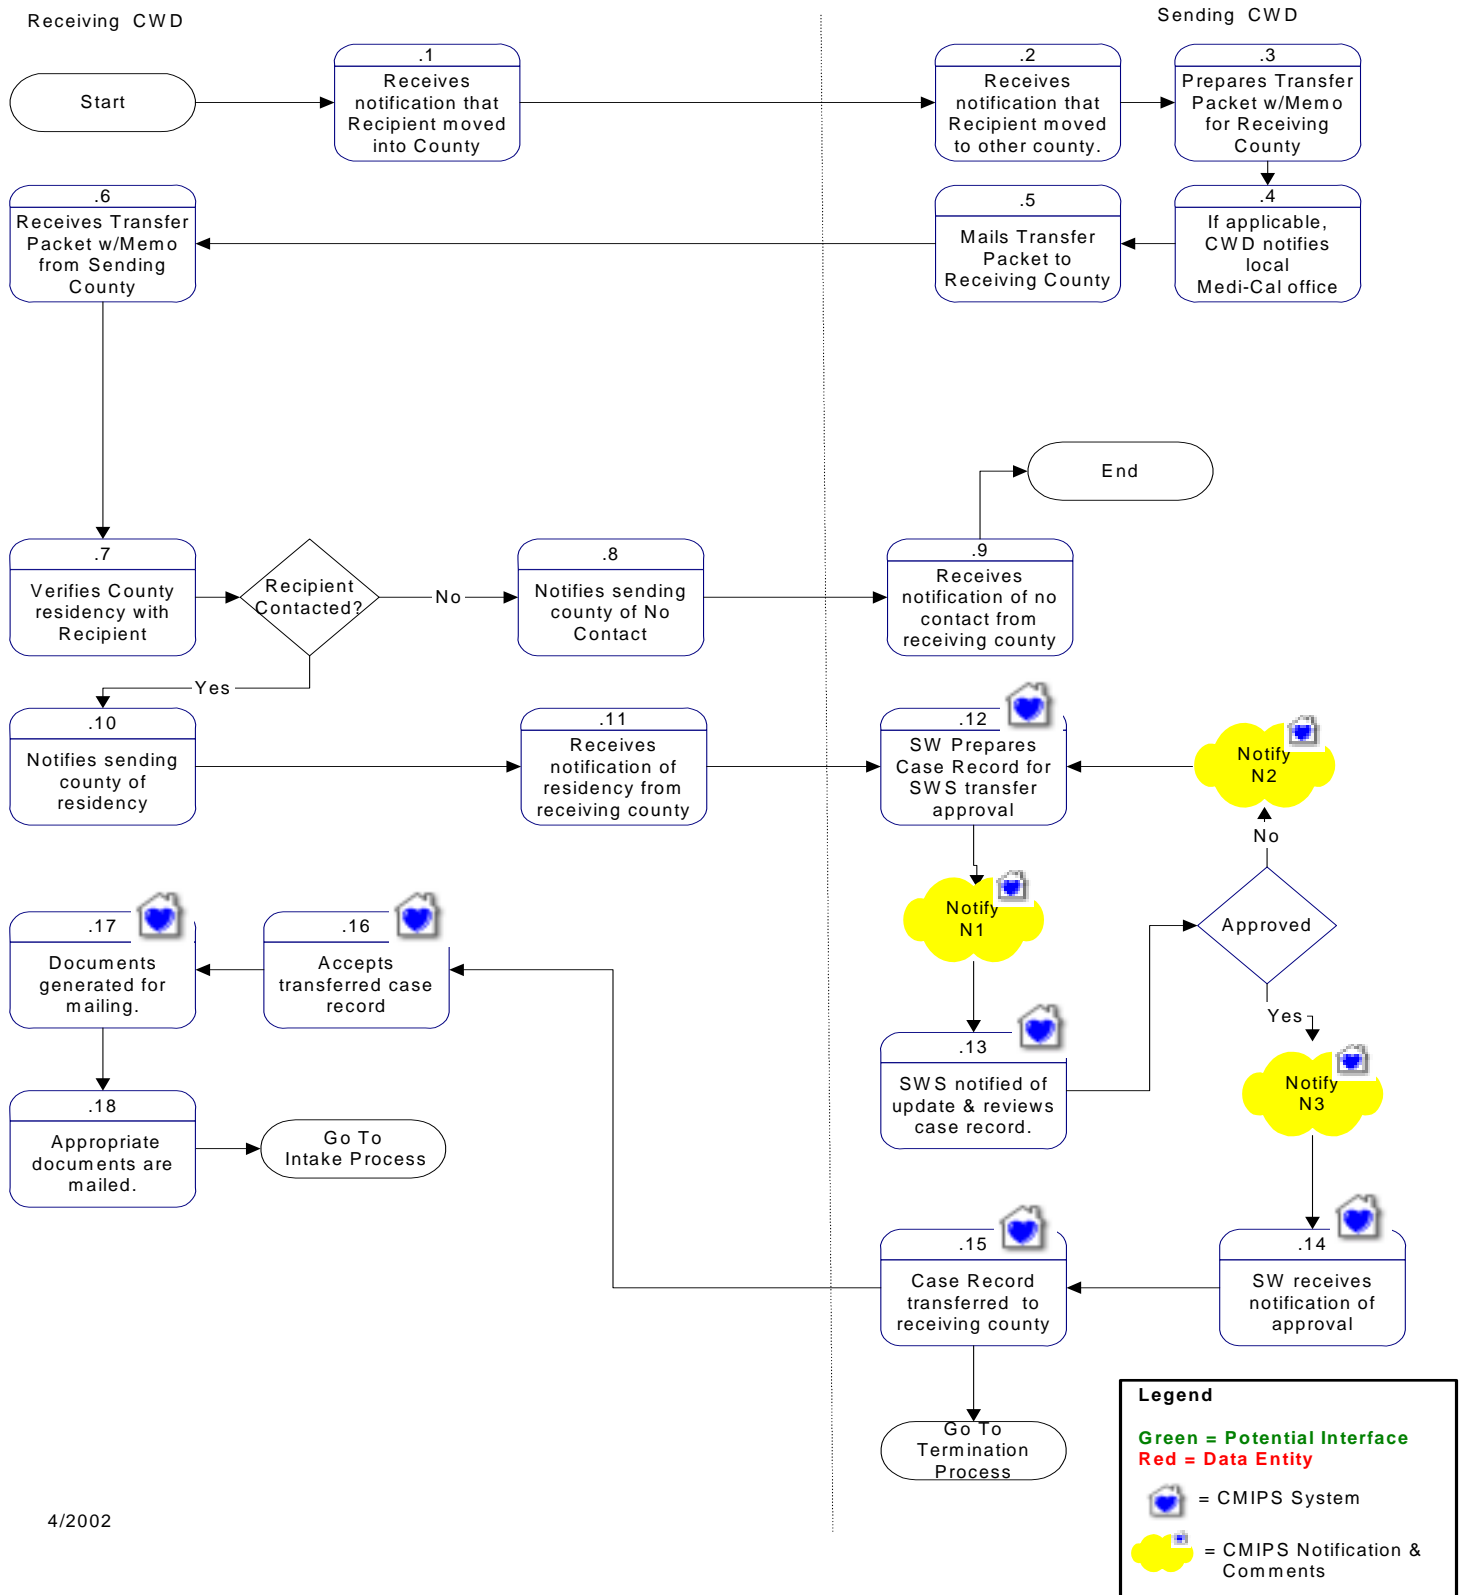 Receiving CWD
Sending CWD
Start
.1
Receives
notification that
Recipient moved
into County
.2
Receives
notification that
Recipient moved
to other county.
.3
Prepares Transfer
Packet w/Memo
for Receiving
County
.6
Receives Transfer
Packet w/Memo
from Sending
County
.5
Mails Transfer
Packet to
Receiving County
.4
If applicable,
CWD notifies
local
Medi-Cal office
End
.7
Verifies County
residency with
Recipient
Recipient
Contacted?
No
.8
Notifies sending
county of No
Contact
.9
Receives
notification of no
contact from
receiving county
Yes
.10
Notifies sending
county of
residency
.11
Receives
notification of
residency from
receiving county
.12
SW Prepares
Case Record for
SWS transfer
approval
Notify
N2
No
Notify
N1
Approved
Yes
.17
Documents
generated for
mailing.
.16
Accepts
transferred case
record
.13
SWS notified of
update & reviews
case record.
Notify
N3
.18
Appropriate
documents are
mailed.
Go To
Intake Process
.15
Case Record
transferred to
receiving county
.14
SW receives
notification of
approval
Go To
Termination
Process
Legend
Green = Potential Interface
Red = Data Entity
= CMIPS System
= CMIPS Notification &
Comments
4/2002